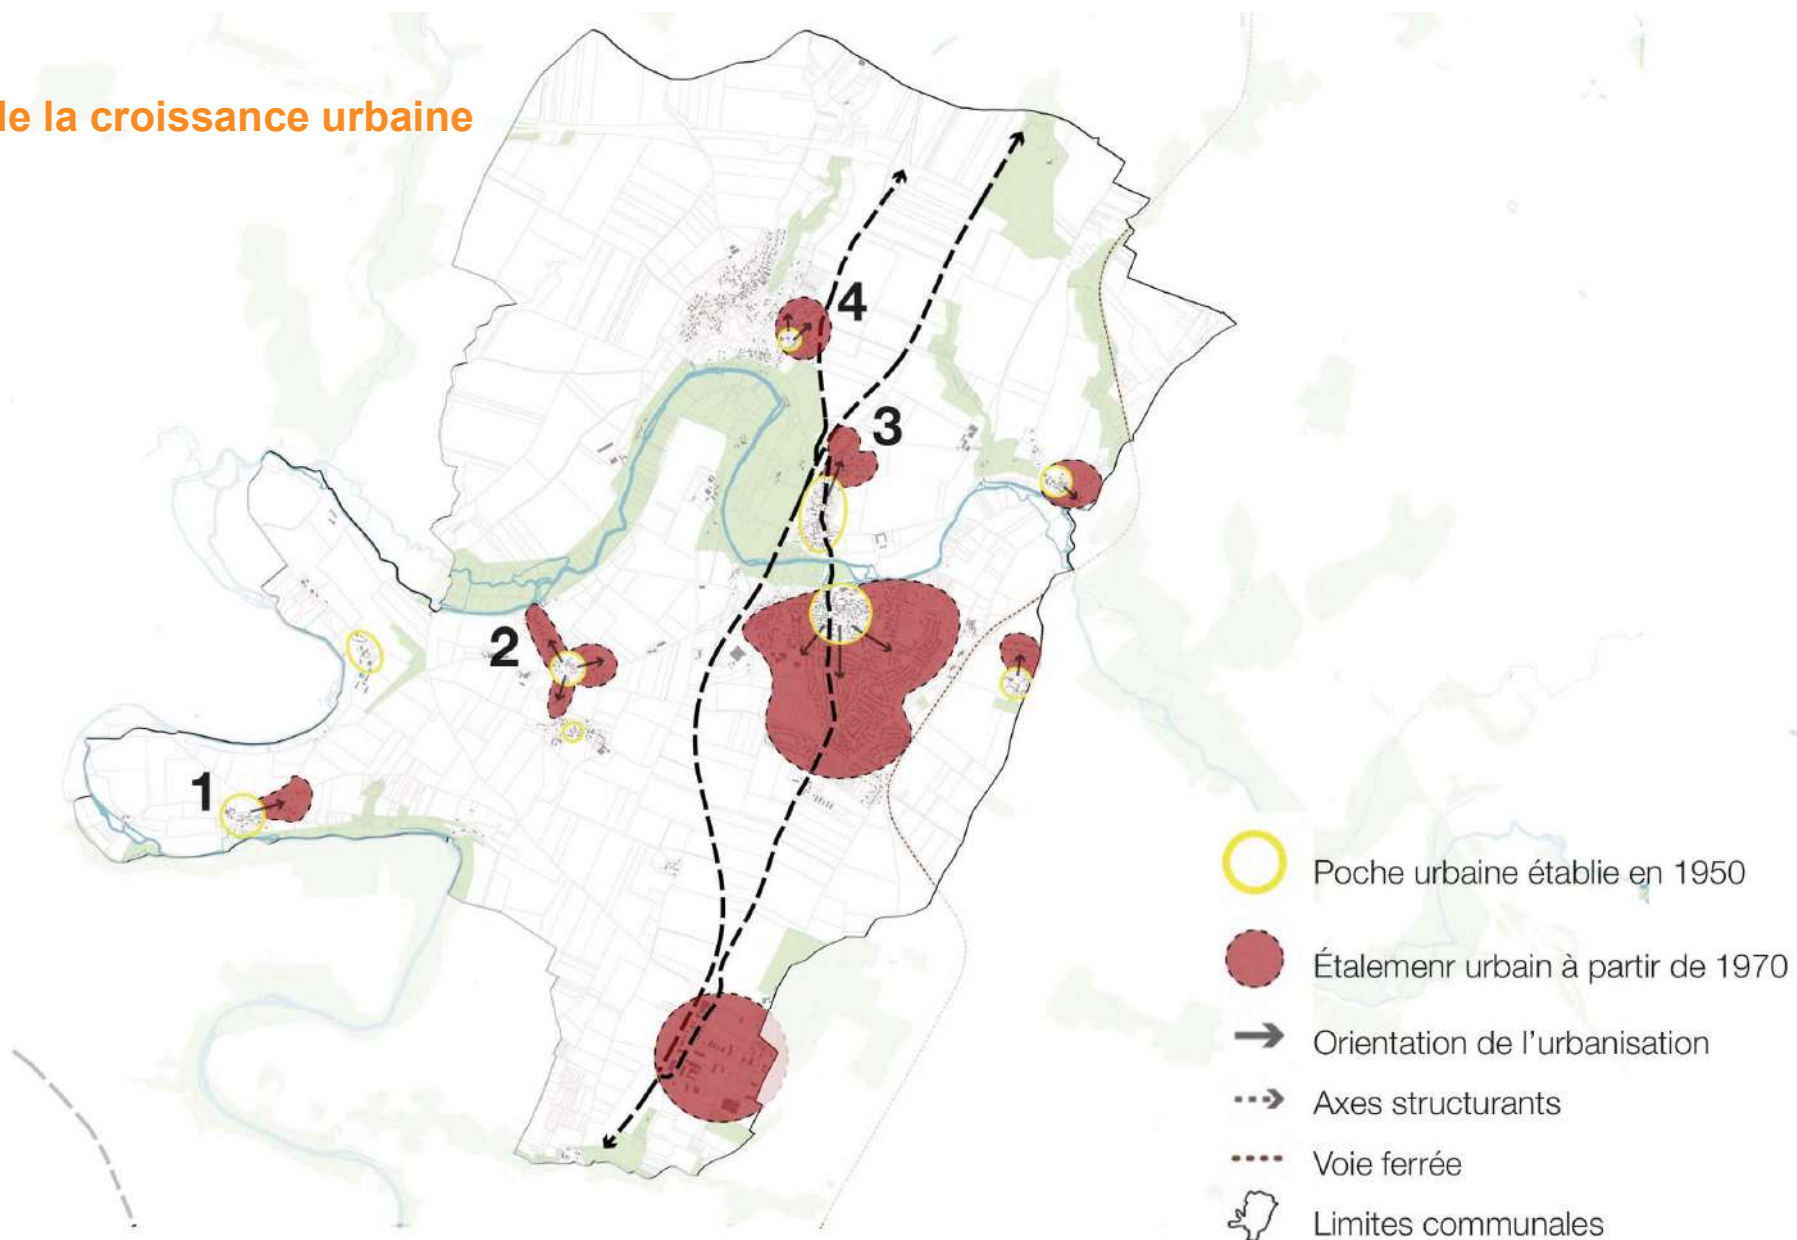 de la croissance urbaine
4
3
2
1
Poche urbaine établie en 1950
Étalemenr urbain à partir de 1970
Orientation de l'urbanisation
Axes structurants
Voie ferrée
Limites communales